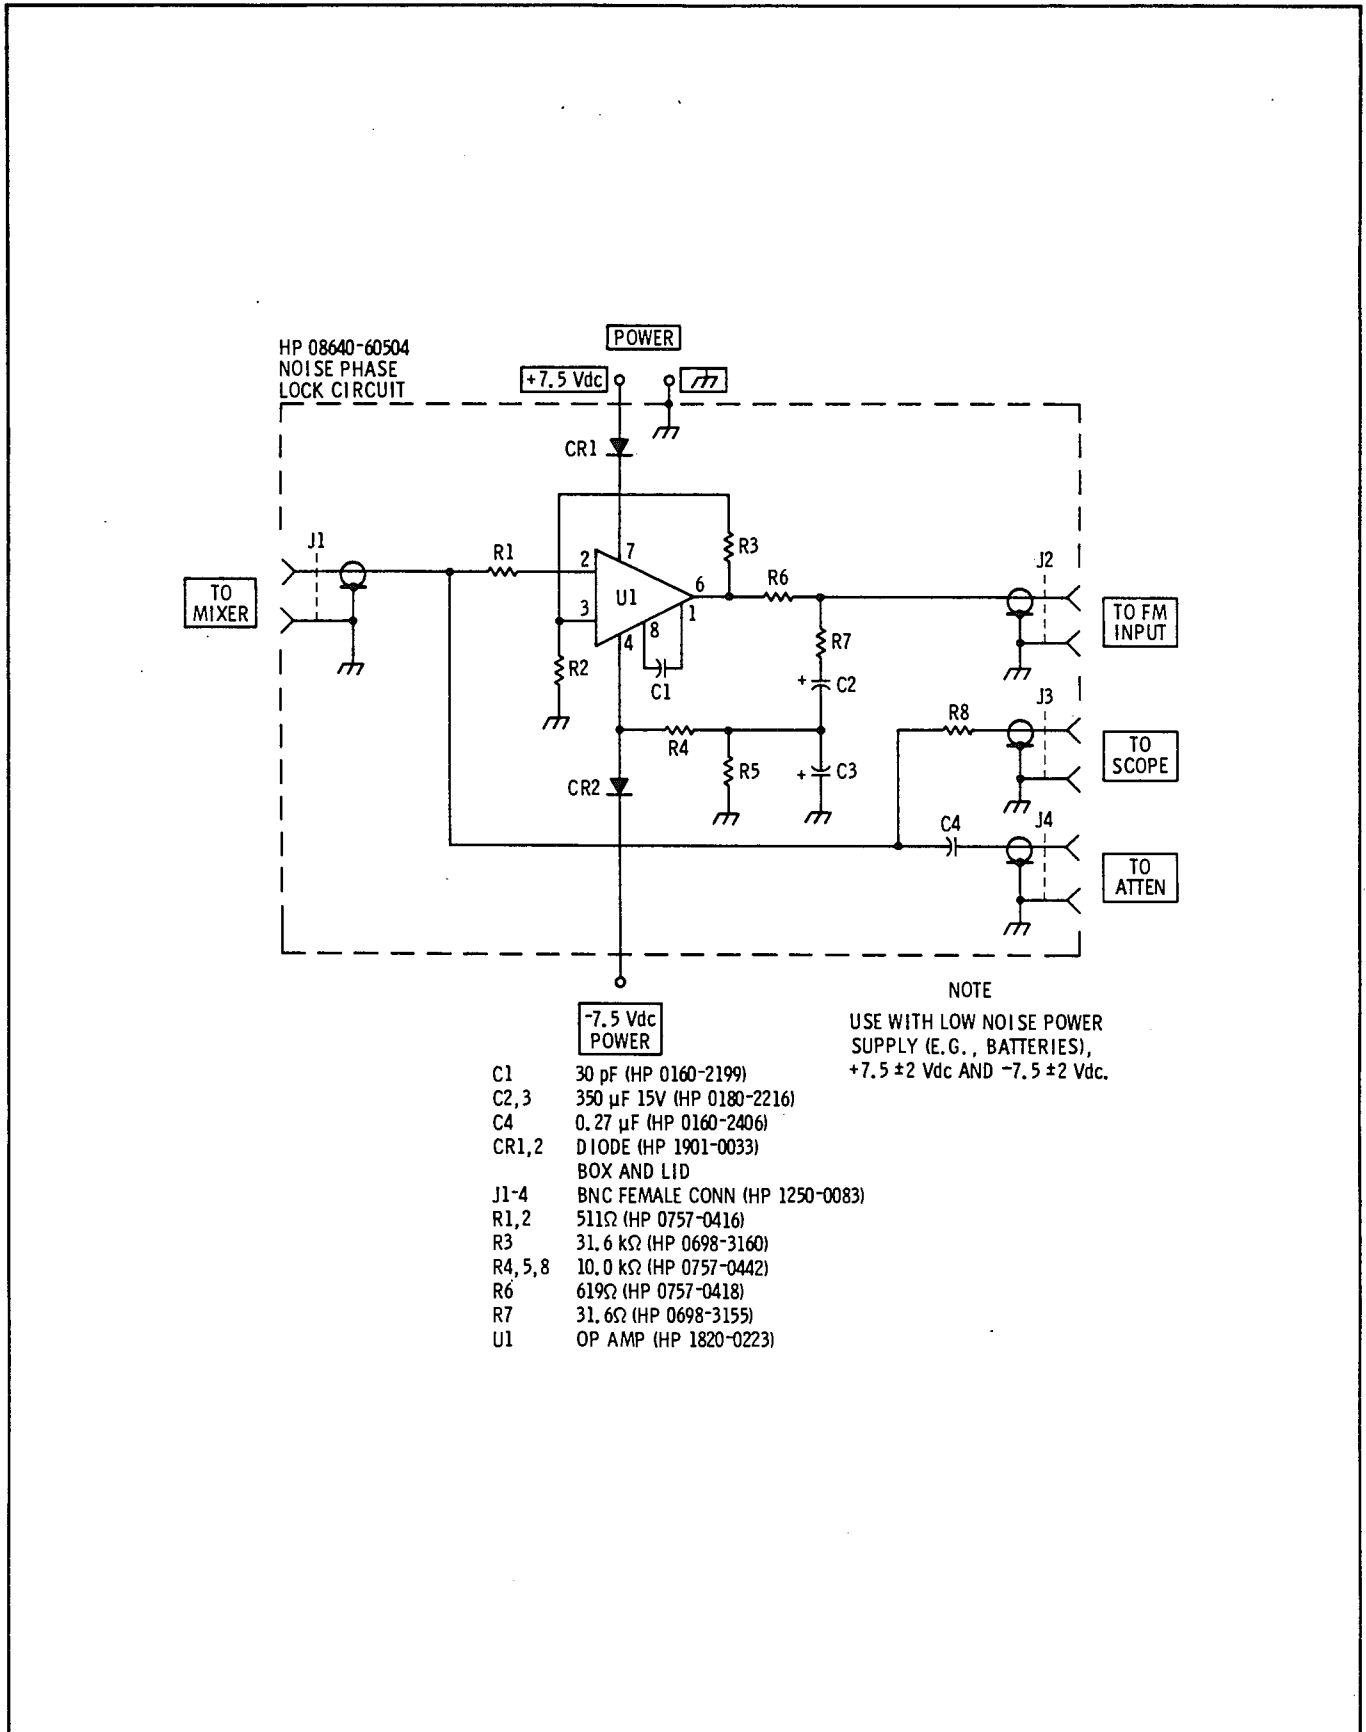 HP 08640-60504
NOISE PHASE
LOCK CIRCUIT
POWER
+7.5 Vdc
CR1
J1
R1
2
7
R3
TO
MIXER
U1
6
1
R6
J2
TO FM
INPUT
3
8
4
R2
C1
R7
+
C2
R4
R5
+
C3
R8
J3
TO
SCOPE
CR2
C4
J4
TO
ATTEN
-7.5 Vdc
POWER
NOTE
USE WITH LOW NOISE POWER
SUPPLY (E.G., BATTERIES),
+7.5 ±2 Vdc AND -7.5 ±2 Vdc.
C1 30 pF (HP 0160-2199)
C2,3 350 µF 15V (HP 0180-2216)
C4 0.27 µF (HP 0160-2406)
CR1,2 DIODE (HP 1901-0033)
BOX AND LID
J1-4 BNC FEMALE CONN (HP 1250-0083)
R1,2 511Ω (HP 0757-0416)
R3 31.6 kΩ (HP 0698-3160)
R4,5,8 10.0 kΩ (HP 0757-0442)
R6 619Ω (HP 0757-0418)
R7 31.6Ω (HP 0698-3155)
U1 OP AMP (HP 1820-0223)